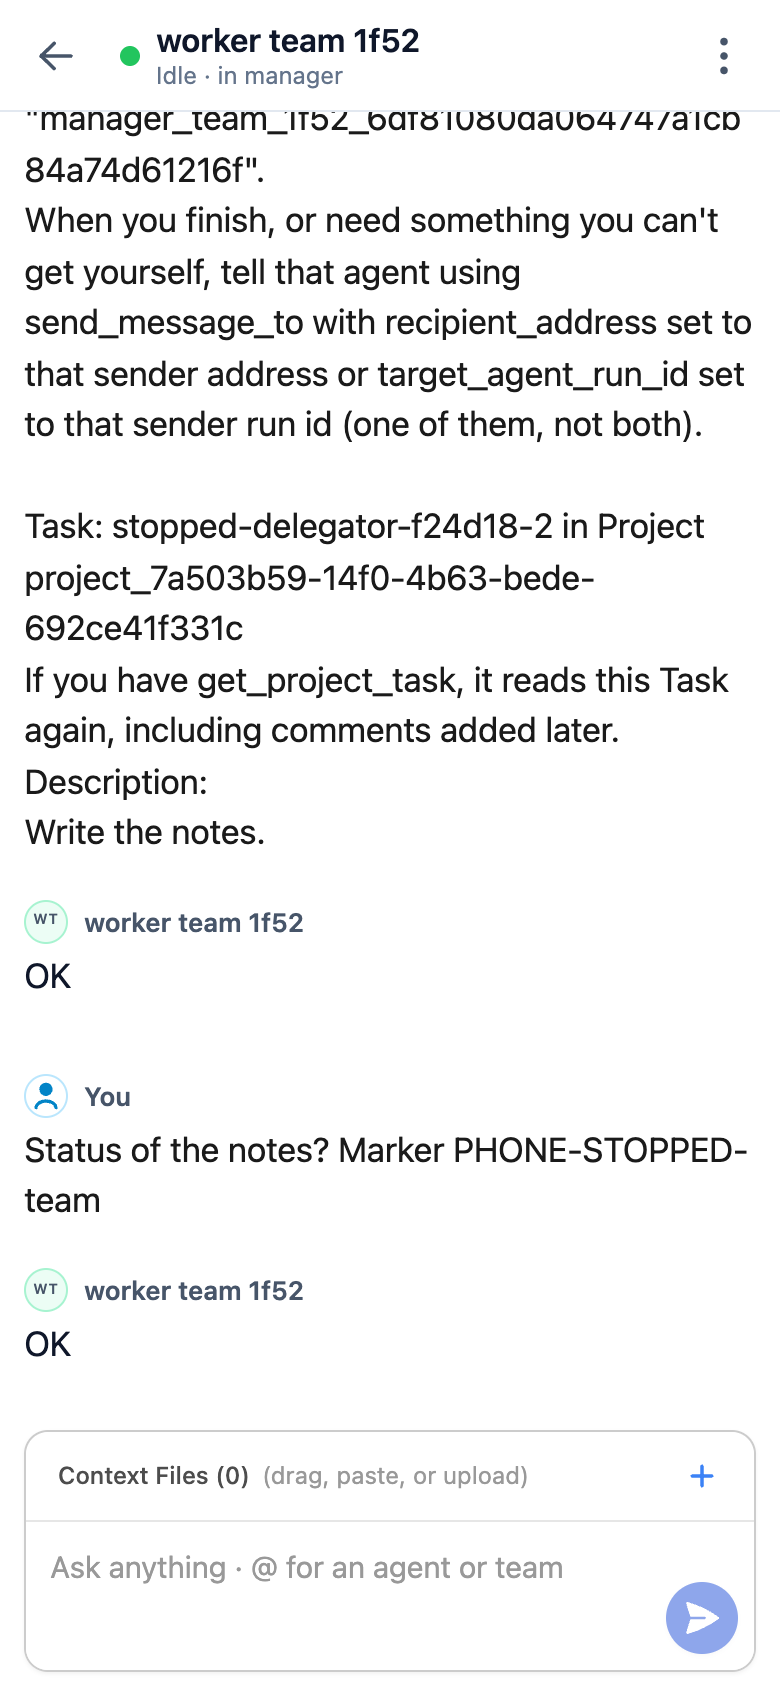 worker team 1f52
Idle · in manager
"manager_team_1f52_6df81080da064747a1cb
84a74d61216f".
When you finish, or need something you can't
get yourself, tell that agent using
send_message_to with recipient_address set to
that sender address or target_agent_run_id set
to that sender run id (one of them, not both).
Task: stopped-delegator-f24d18-2 in Project
project_7a503b59-14f0-4b63-bede-
692ce41f331c
If you have get_project_task, it reads this Task
again, including comments added later.
Description:
Write the notes.
WT worker team 1f52
OK
You
Status of the notes? Marker PHONE-STOPPED-
team
WT worker team 1f52
OK
Context Files (0) (drag, paste, or upload)
Ask anything · @ for an agent or team